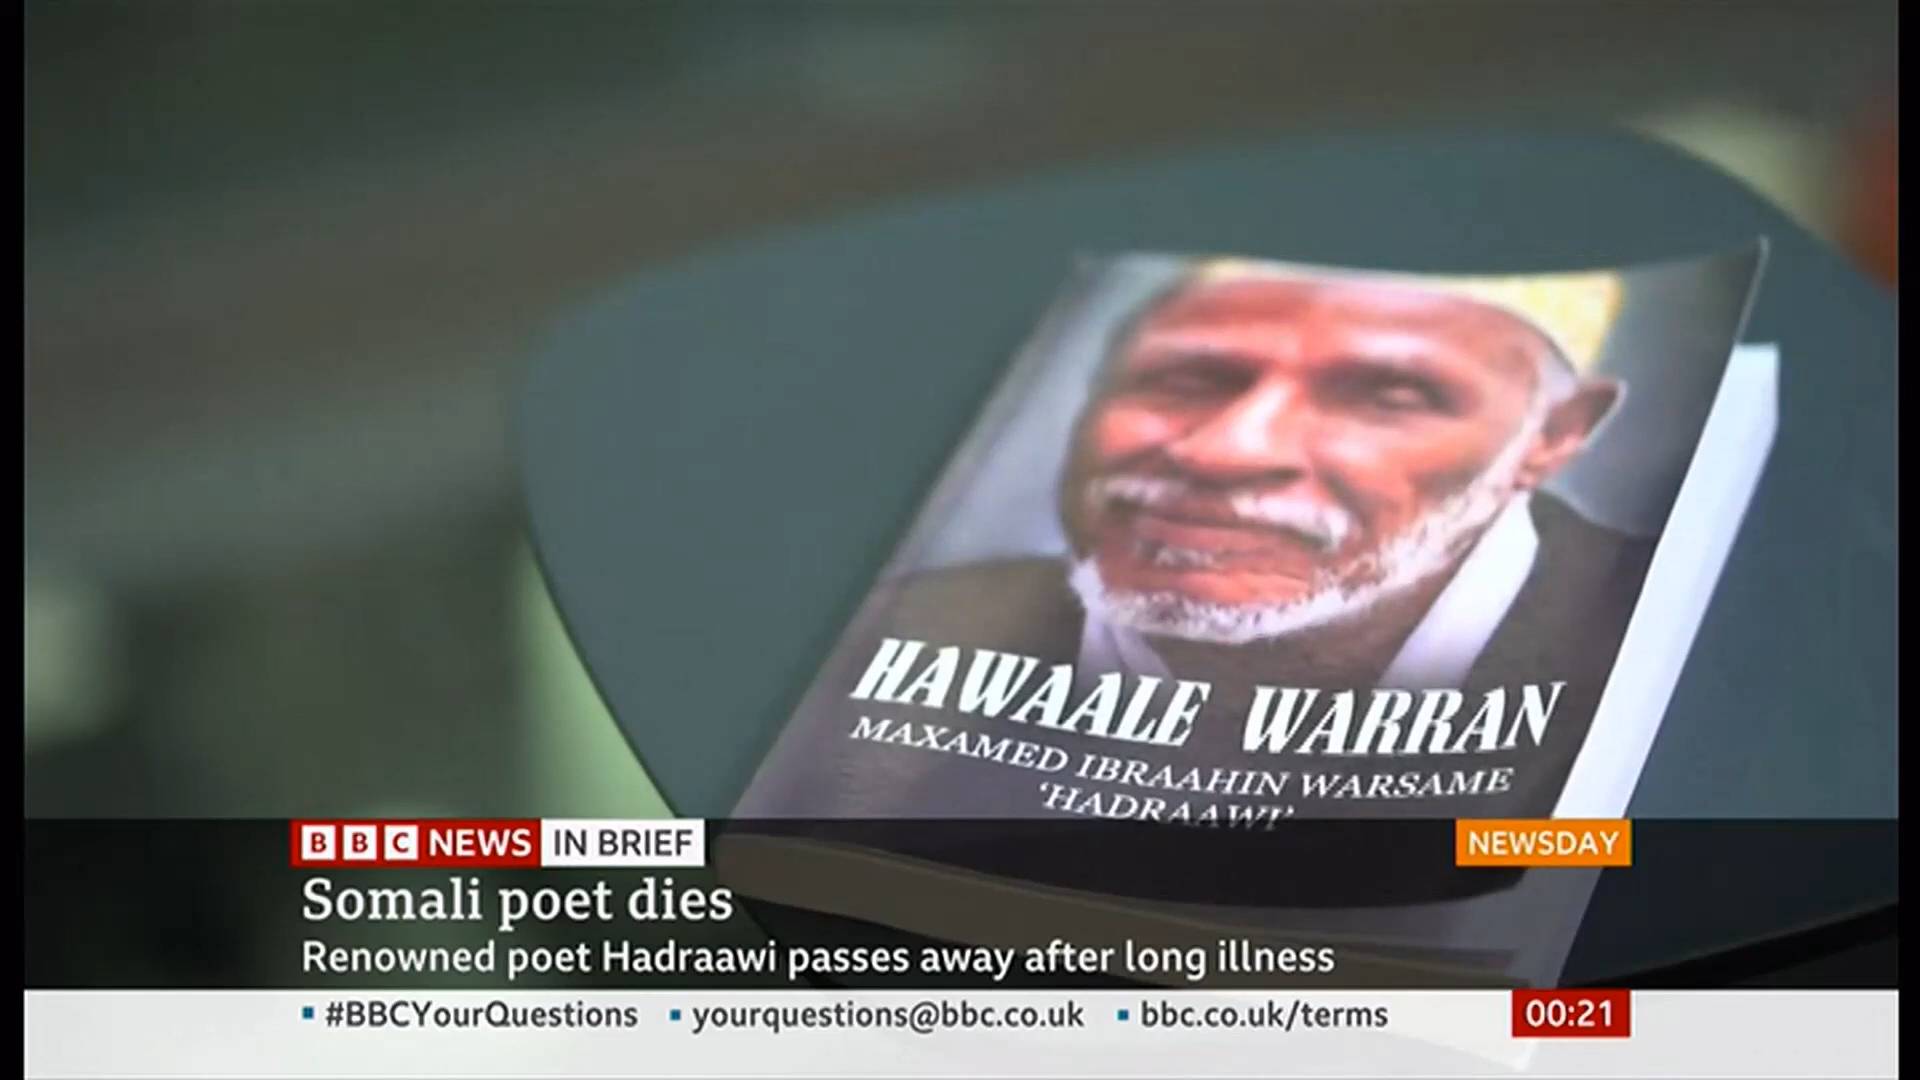 HAWAALE WARRAN
MAXAMED IBRAAHIN WARSAME
'HADRAAWI'
BBC NEWS IN BRIEF
NEWSDAY
Somali poet dies
Renowned poet Hadraawi passes away after long illness
#BBCYourQuestions
yourquestions@bbc.co.uk
bbc.co.uk/terms
00:21